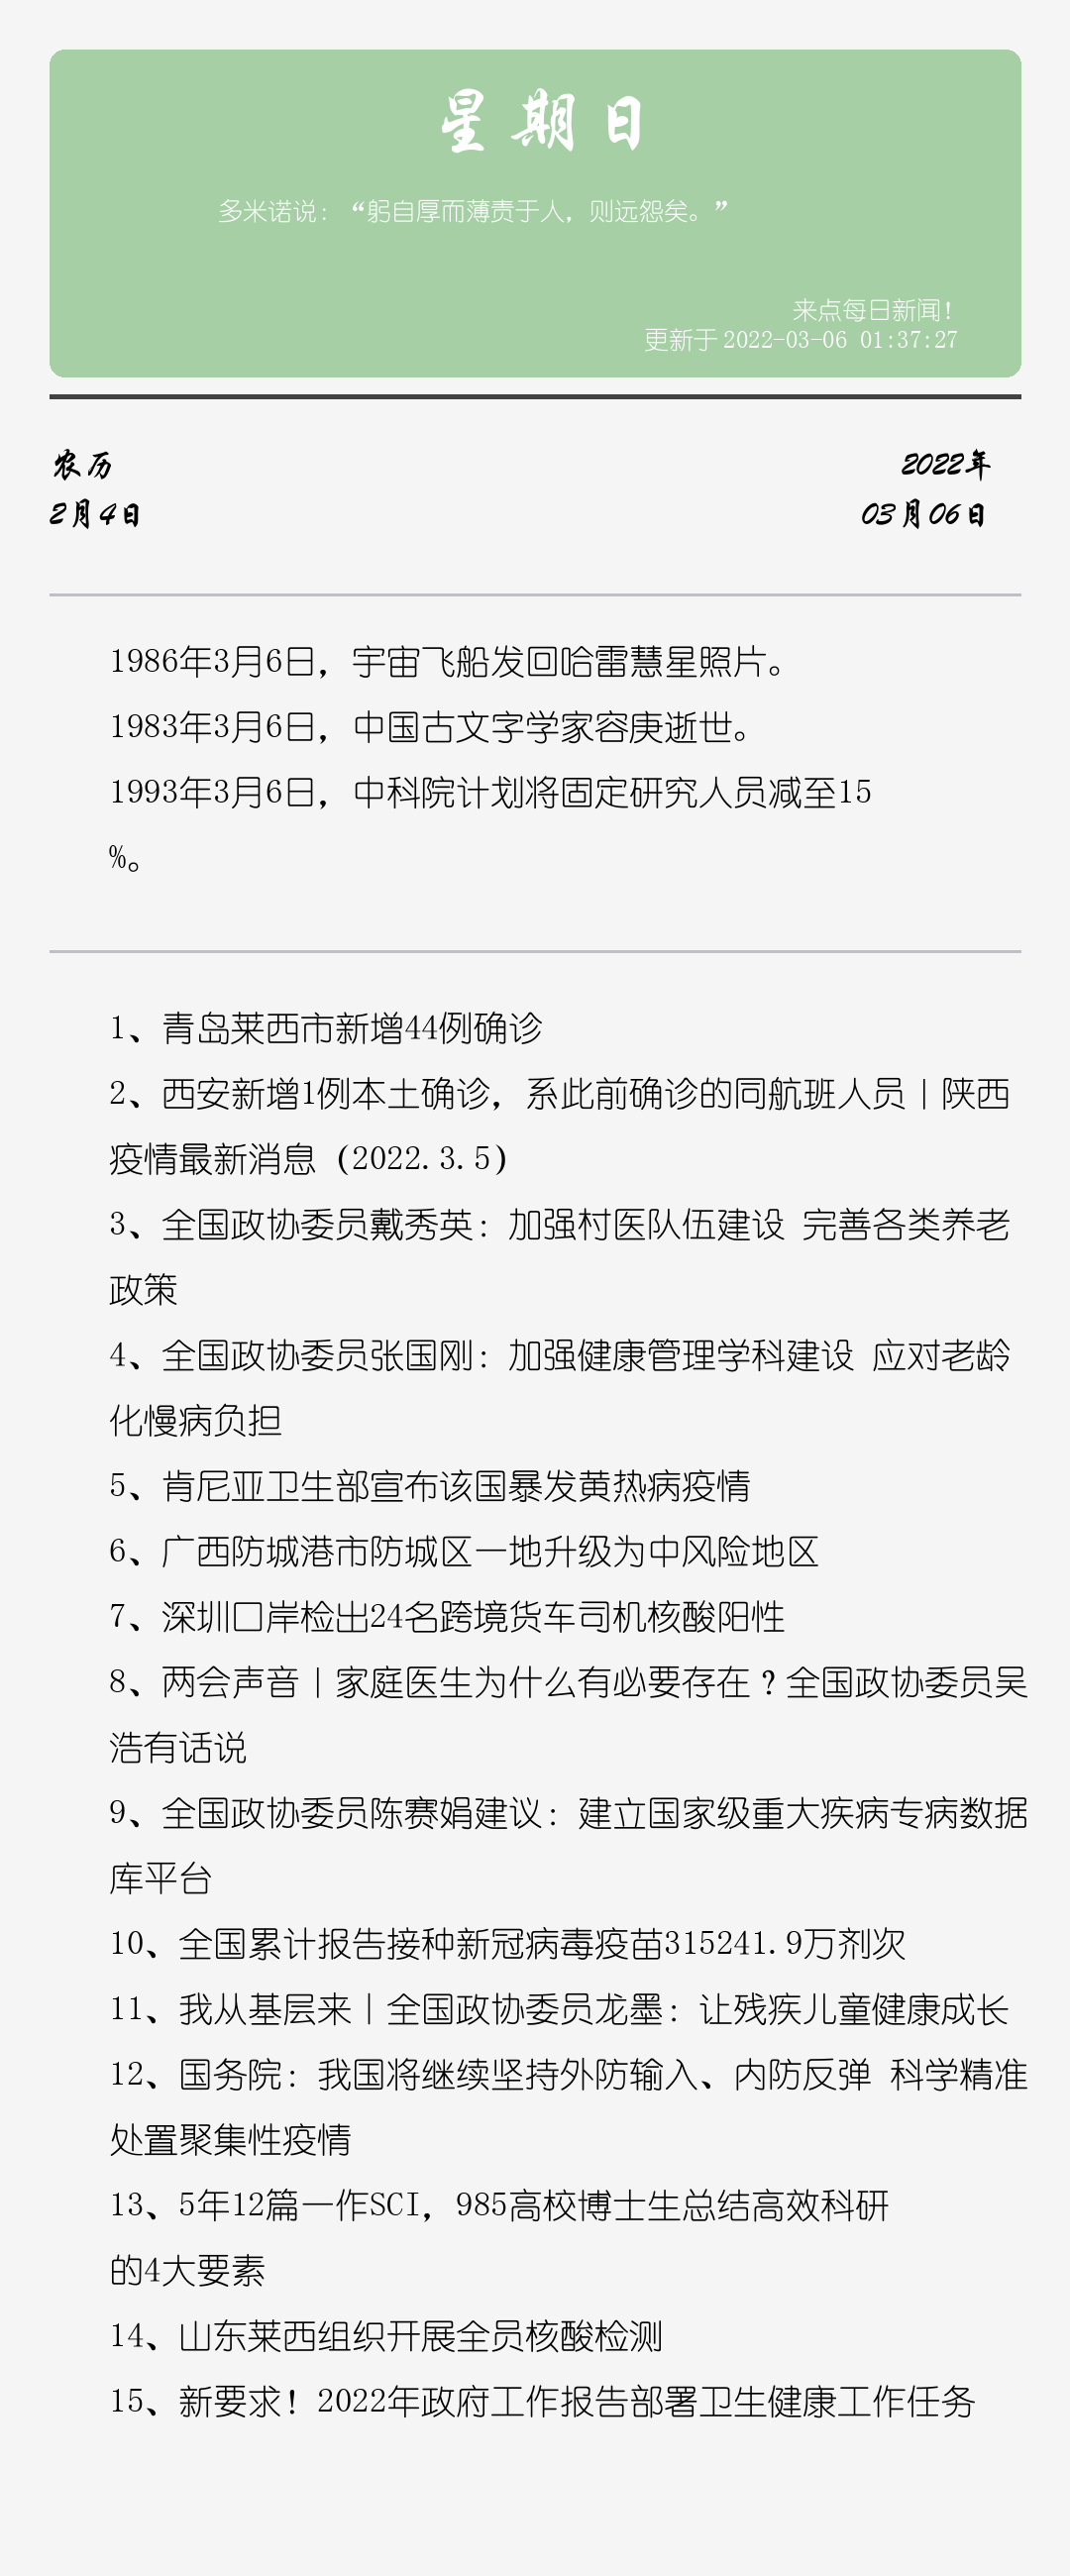 星期日
多米诺说：“躬自厚而薄责于人，则远怨矣。”
来点每日新闻！
更新于2022-03-06 01:37:27
农历
2022年
2月4日
03月06日
1986年3月6日，宇宙飞船发回哈雷慧星照片。
1983年3月6日，中国古文字学家容庚逝世。
1993年3月6日，中科院计划将固定研究人员减至15
%。
1、青岛莱西市新增44例确诊
2、西安新增1例本土确诊，系此前确诊的同航班人员丨陕西
疫情最新消息（2022.3.5）
3、全国政协委员戴秀英：加强村医队伍建设 完善各类养老
政策
4、全国政协委员张国刚：加强健康管理学科建设 应对老龄
化慢病负担
5、肯尼亚卫生部宣布该国暴发黄热病疫情
6、广西防城港市防城区一地升级为中风险地区
7、深圳口岸检出24名跨境货车司机核酸阳性
8、两会声音丨家庭医生为什么有必要存在？全国政协委员吴
浩有话说
9、全国政协委员陈赛娟建议：建立国家级重大疾病专病数据
库平台
10、全国累计报告接种新冠病毒疫苗315241.9万剂次
11、我从基层来丨全国政协委员龙墨：让残疾儿童健康成长
12、国务院：我国将继续坚持外防输入、内防反弹 科学精准
处置聚集性疫情
13、5年12篇一作SCI，985高校博士生总结高效科研
的4大要素
14、山东莱西组织开展全员核酸检测
15、新要求！2022年政府工作报告部署卫生健康工作任务